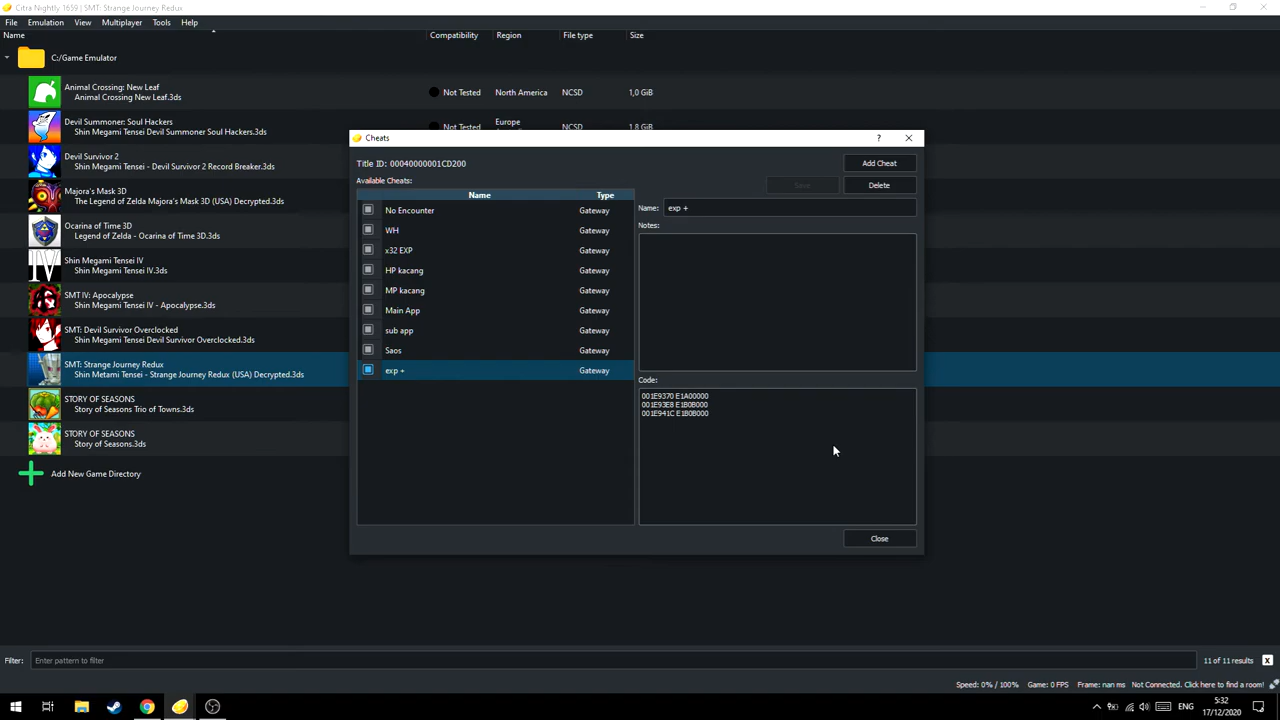 Citra Nightly 1659 | SMT: Strange Journey Redux
File Emulation View Multiplayer Tools Help
Name Compatibility Region File type Size
C:/Game Emulator
Animal Crossing: New Leaf
Animal Crossing New Leaf.3ds
Not Tested North America NCSD 1,0 GiB
Devil Summoner: Soul Hackers
Shin Megami Tensei Devil Summoner Soul Hackers.3ds
Not Tested Europe NCSD 1,8 GiB
Devil Survivor 2
Shin Megami Tensei - Devil Survivor 2 Record Breaker.3ds
Majora's Mask 3D
The Legend of Zelda Majora's Mask 3D (USA) Decrypted.3ds
Ocarina of Time 3D
Legend of Zelda - Ocarina of Time 3D.3ds
Shin Megami Tensei IV
Shin Megami Tensei IV.3ds
SMT IV: Apocalypse
Shin Megami Tensei IV - Apocalypse.3ds
SMT: Devil Survivor Overclocked
Shin Megami Tensei Devil Survivor Overclocked.3ds
SMT: Strange Journey Redux
Shin Metami Tensei - Strange Journey Redux (USA) Decrypted.3ds
STORY OF SEASONS
Story of Seasons Trio of Towns.3ds
STORY OF SEASONS
Story of Seasons.3ds
Add New Game Directory
Cheats
? ×
Title ID: 00040000001CD200
Add Cheat
Available Cheats:
Save Delete
Name Type
No Encounter Gateway
WH Gateway
x32 EXP Gateway
HP kacang Gateway
MP kacang Gateway
Main App Gateway
sub app Gateway
Saos Gateway
exp + Gateway
Name: exp +
Notes:
Code:
001E9370 E1A00000
001E93E8 E1B0B000
001E941C E1B0B000
Close
Filter: Enter pattern to filter 11 of 11 results X
Speed: 0% / 100% Game: 0 FPS Frame: nan ms Not Connected. Click here to find a room!
ENG
5:32
17/12/2020